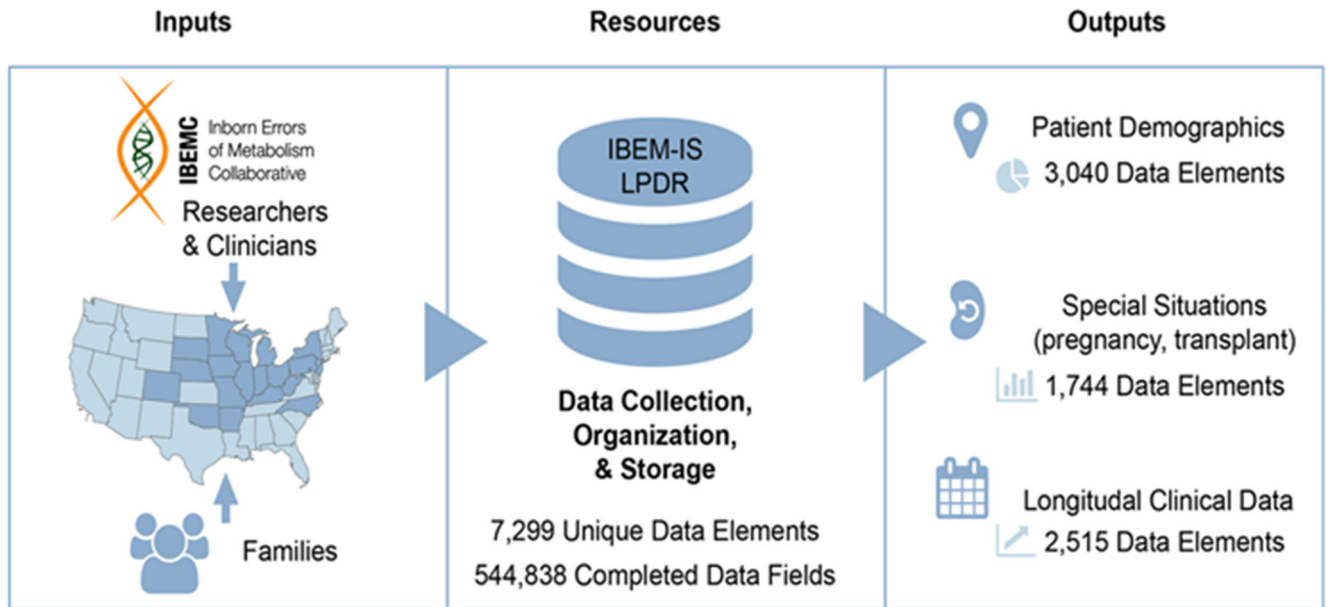 Inputs
Resources
Outputs
IBEMC
Inborn Errors
of Metabolism
Collaborative
Researchers
& Clinicians
Families
IBEM-IS
LPDR
Data Collection,
Organization,
& Storage
7,299 Unique Data Elements
544,838 Completed Data Fields
Patient Demographics
3,040 Data Elements
Special Situations
(pregnancy, transplant)
1,744 Data Elements
Longitudal Clinical Data
2,515 Data Elements